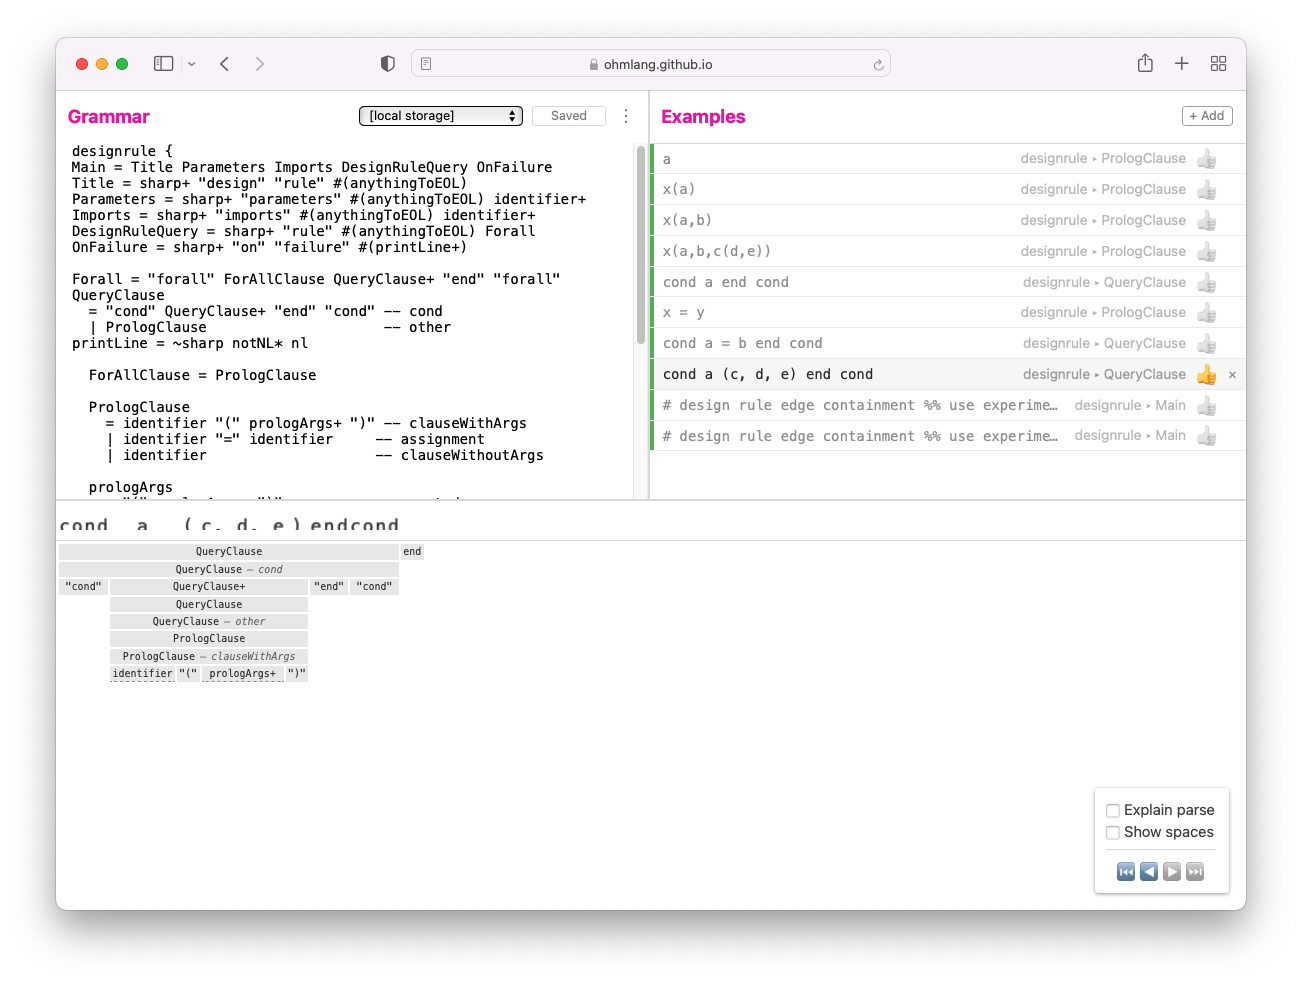 ohmlang.github.io
Grammar
[local storage]
Saved
designrule {
Main = Title Parameters Imports DesignRuleQuery OnFailure
Title = sharp+ "design" "rule" #(anythingToEOL)
Parameters = sharp+ "parameters" #(anythingToEOL) identifier+
Imports = sharp+ "imports" #(anythingToEOL) identifier+
DesignRuleQuery = sharp+ "rule" #(anythingToEOL) Forall
OnFailure = sharp+ "on" "failure" #(printLine+)
Forall = "forall" ForAllClause QueryClause+ "end" "forall"
QueryClause
= "cond" QueryClause+ "end" "cond" -- cond
| PrologClause -- other
printLine = ~sharp notNL* nl
ForAllClause = PrologClause
PrologClause
= identifier "(" prologArgs+ ")" -- clauseWithArgs
| identifier "=" identifier -- assignment
| identifier -- clauseWithoutArgs
prologArgs
Examples
+ Add
a designrule ▸ PrologClause
x(a) designrule ▸ PrologClause
x(a,b) designrule ▸ PrologClause
x(a,b,c(d,e)) designrule ▸ PrologClause
cond a end cond designrule ▸ QueryClause
x = y designrule ▸ PrologClause
cond a = b end cond designrule ▸ QueryClause
cond a (c, d, e) end cond designrule ▸ QueryClause ×
# design rule edge containment %% use experime… designrule ▸ Main
# design rule edge containment %% use experime… designrule ▸ Main
cond a (c, d, e) endcond
QueryClause end
QueryClause – cond
"cond" QueryClause+ "end" "cond"
QueryClause
QueryClause – other
PrologClause
PrologClause – clauseWithArgs
identifier "(" prologArgs+ ")"
Explain parse
Show spaces